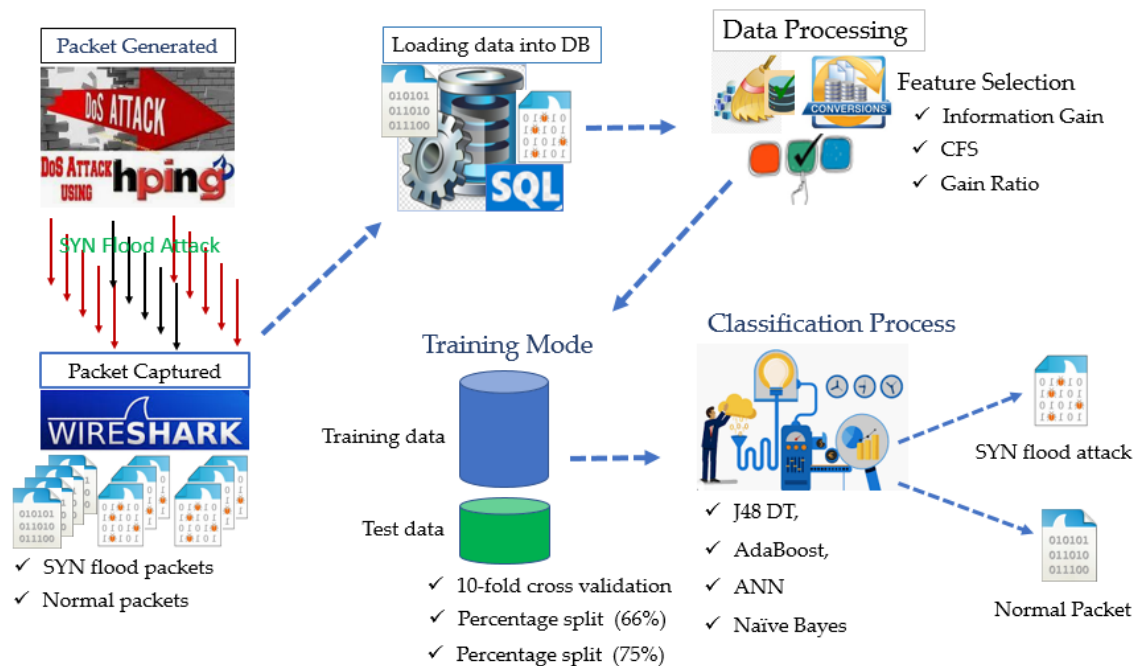 Packet Generated
DoS ATTACK
DoS ATTACK
USING
hping
SYN Flood Attack
Packet Captured
WIRESHARK
010101
011010
011100
SYN flood packets
Normal packets
Loading data into DB
010101
011010
011100
SQL
Data Processing
CONVERSIONS
Feature Selection
Information Gain
CFS
Gain Ratio
Training Mode
Training data
Test data
10-fold cross validation
Percentage split (66%)
Percentage split (75%)
Classification Process
J48 DT,
AdaBoost,
ANN
Naïve Bayes
SYN flood attack
010101
011010
011100
Normal Packet